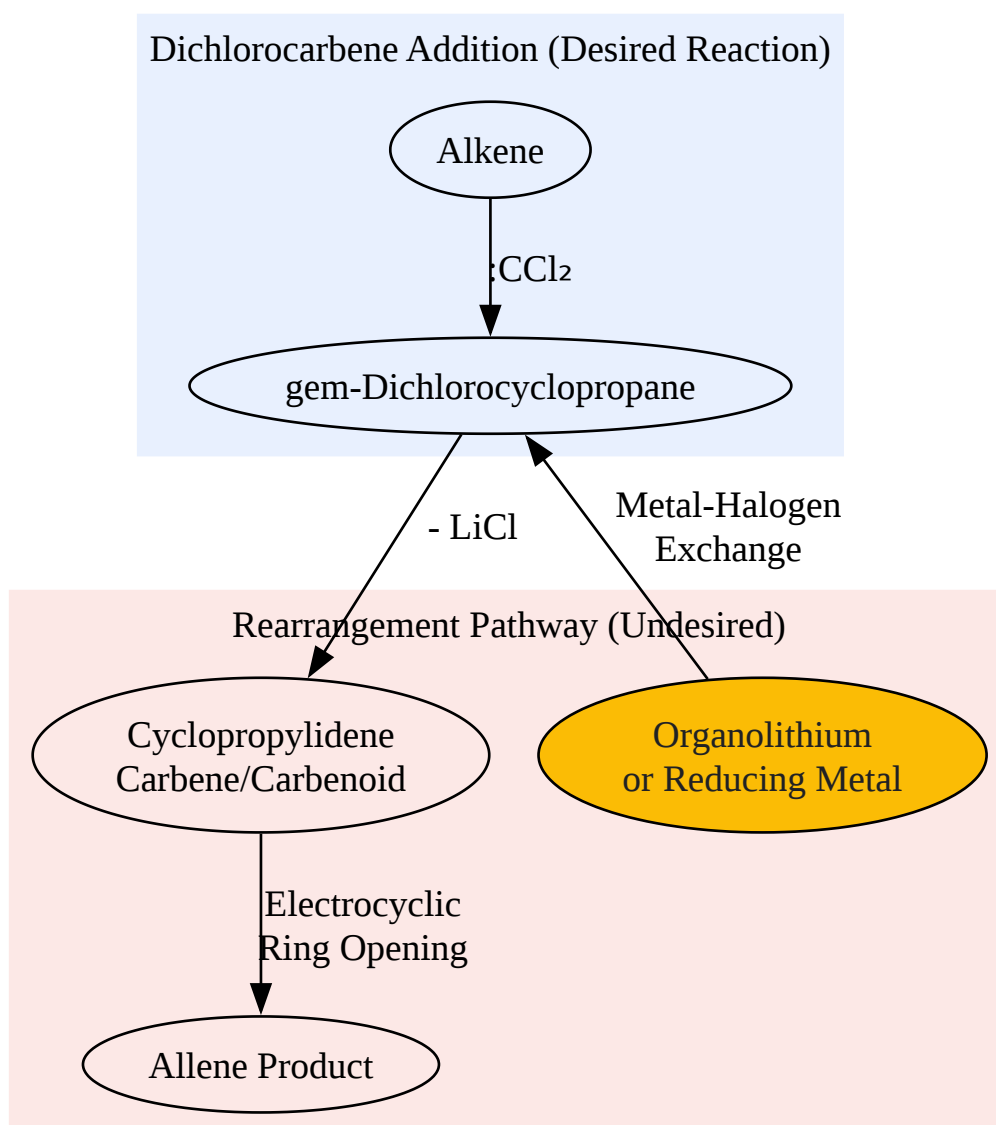 Dichlorocarbene Addition (Desired Reaction)
Alkene
:CCl₂
gem-Dichlorocyclopropane
- LiCl
Metal-Halogen
Exchange
Rearrangement Pathway (Undesired)
Cyclopropylidene
Carbene/Carbenoid
Organolithium
or Reducing Metal
Electrocyclic
Ring Opening
Allene Product